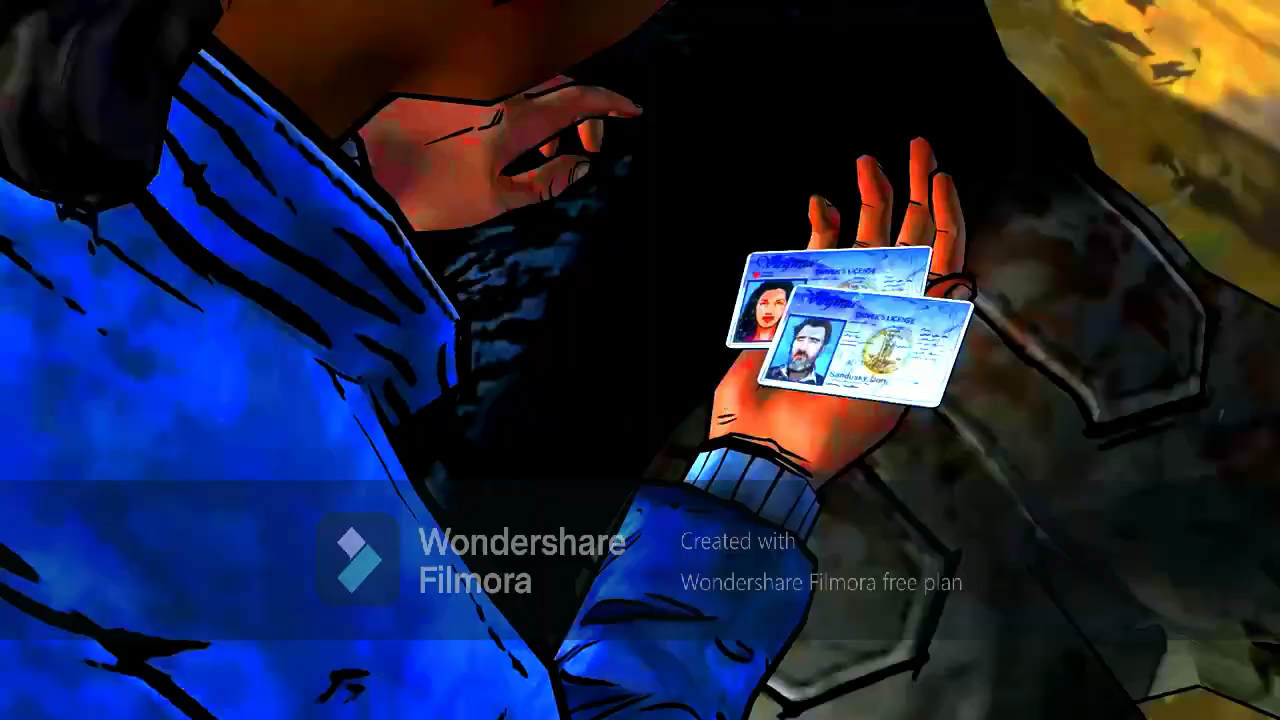 Virginia
DRIVER'S LICENSE
Virginia
DRIVER'S LICENSE
Sandusky, Don
Wondershare
Filmora
Created with
Wondershare Filmora free plan